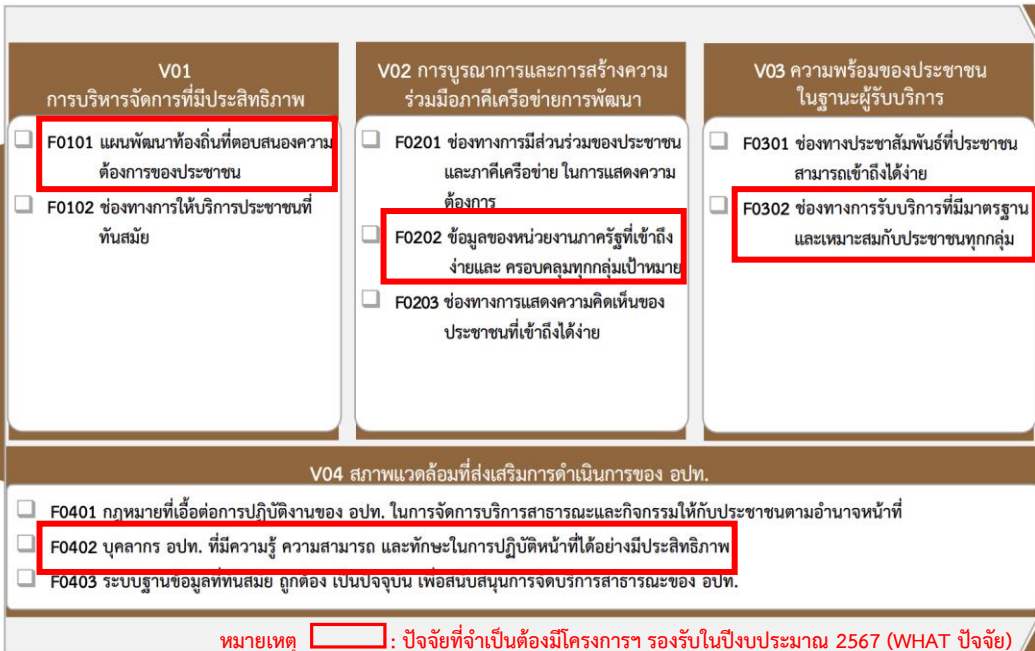 V01
การบริหารจัดการที่มีประสิทธิภาพ
F0101 แผนพัฒนาท้องถิ่นที่ตอบสนองความ
ต้องการของประชาชน
F0102 ช่องทางการให้บริการประชาชนที่
ทันสมัย
V02 การบูรณาการและการสร้างความ
ร่วมมือภาคีเครือข่ายการพัฒนา
F0201 ช่องทางการมีส่วนร่วมของประชาชน
และภาคีเครือข่าย ในการแสดงความ
ต้องการ
F0202 ข้อมูลของหน่วยงานภาครัฐที่เข้าถึง
ง่ายและ ครอบคลุมทุกกลุ่มเป้าหมาย
F0203 ช่องทางการแสดงความคิดเห็นของ
ประชาชนที่เข้าถึงได้ง่าย
V03 ความพร้อมของประชาชน
ในฐานะผู้รับบริการ
F0301 ช่องทางประชาสัมพันธ์ที่ประชาชน
สามารถเข้าถึงได้ง่าย
F0302 ช่องทางการรับบริการที่มีมาตรฐาน
และเหมาะสมกับประชาชนทุกกลุ่ม
V04 สภาพแวดล้อมที่ส่งเสริมการดำเนินการของ อปท.
F0401 กฎหมายที่เอื้อต่อการปฏิบัติงานของ อปท. ในการจัดการบริการสาธารณะและกิจกรรมให้กับประชาชนตามอำนาจหน้าที่
F0402 บุคลากร อปท. ที่มีความรู้ ความสามารถ และทักษะในการปฏิบัติหน้าที่ได้อย่างมีประสิทธิภาพ
F0403 ระบบฐานข้อมูลที่ทันสมัย ถูกต้อง เป็นปัจจุบัน เพื่อสนับสนุนการจัดบริการสาธารณะของ อปท.
หมายเหตุ : ปัจจัยที่จำเป็นต้องมีโครงการฯ รองรับในปีงบประมาณ 2567 (WHAT ปัจจัย)